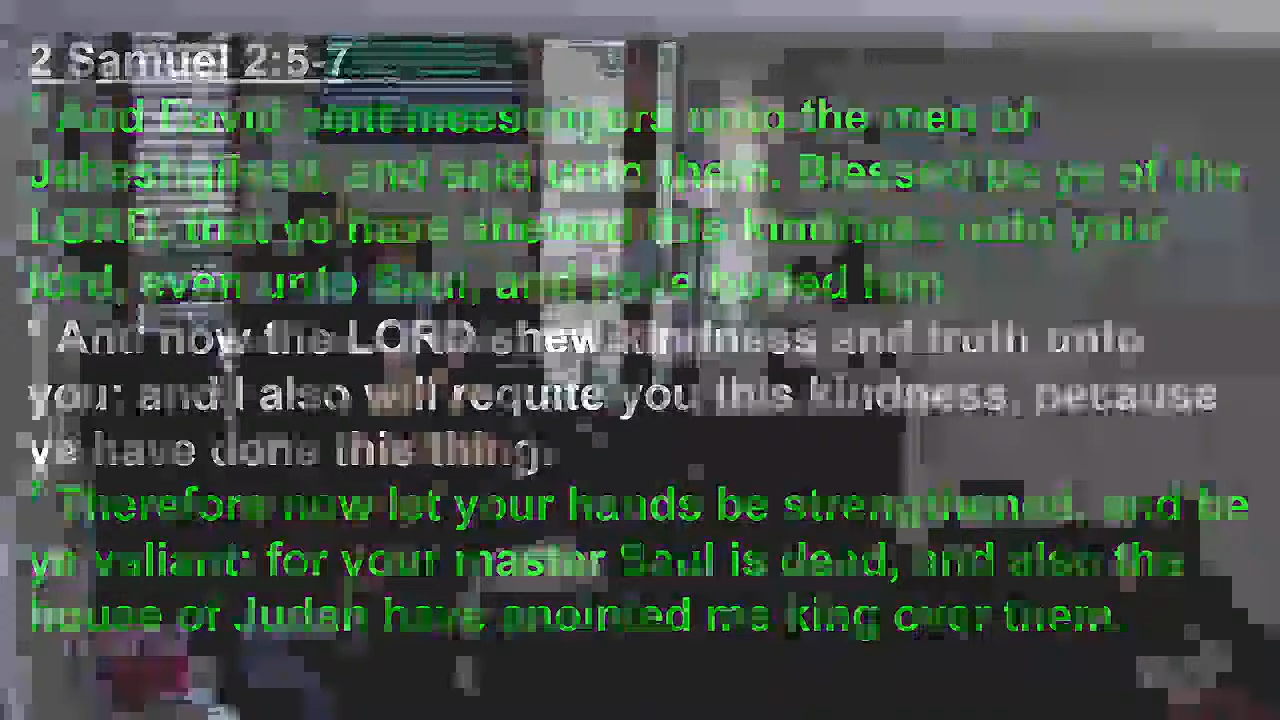 2 Samuel 2:5-7
5 And David sent messengers unto the men of
Jabeshgilead, and said unto them, Blessed be ye of the
LORD, that ye have shewed this kindness unto your
lord, even unto Saul, and have buried him.
6 And now the LORD shew kindness and truth unto
you: and I also will requite you this kindness, because
ye have done this thing.
7 Therefore now let your hands be strengthened, and be
ye valiant: for your master Saul is dead, and also the
house of Judah have anointed me king over them.